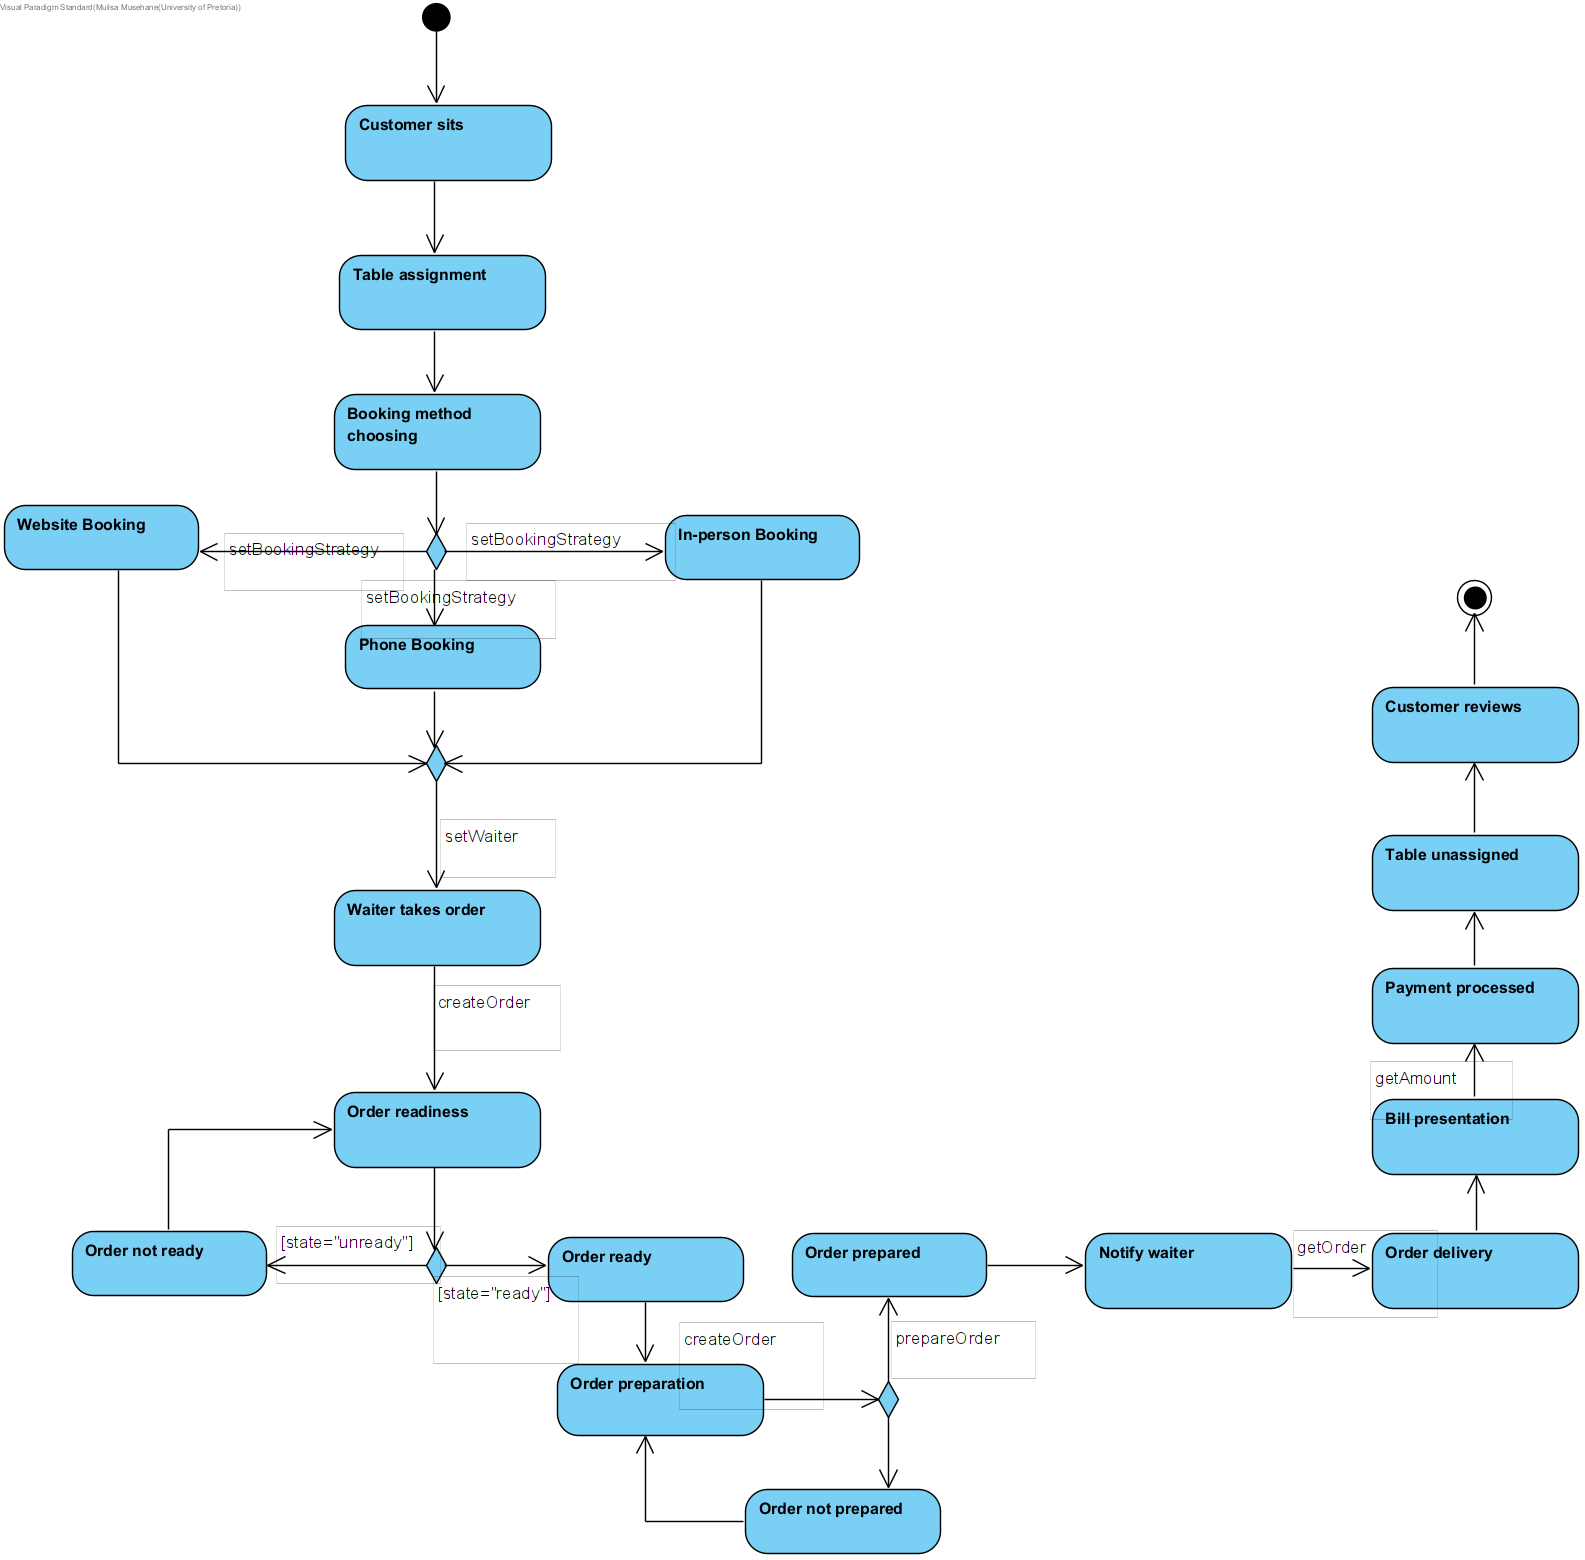 Visual Paradigm Standard(Mulisa Musehane(University of Pretoria))
Customer sits
Table assignment
Booking method
choosing
Website Booking
setBookingStrategy
setBookingStrategy
In-person Booking
setBookingStrategy
Phone Booking
setWaiter
Waiter takes order
createOrder
Order readiness
Order not ready
[state="unready"]
[state="ready"]
Order ready
createOrder
Order preparation
Order prepared
prepareOrder
Order not prepared
Notify waiter
getOrder
Order delivery
Bill presentation
getAmount
Payment processed
Table unassigned
Customer reviews